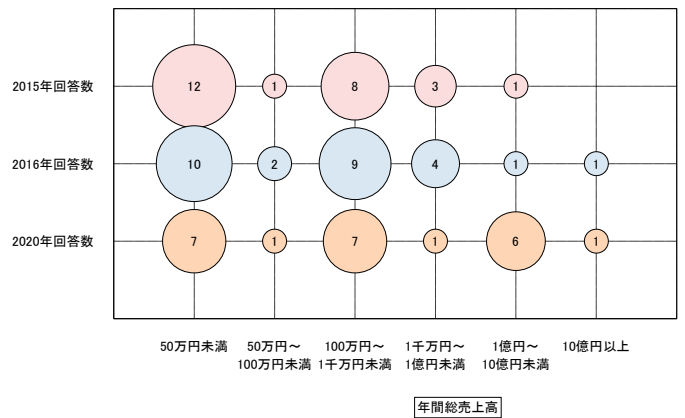 2015年回答数
12
1
8
3
1
2016年回答数
10
2
9
4
1
1
2020年回答数
7
1
7
1
6
1
50万円未満
50万円～
100万円未満
100万円～
1千万円未満
1千万円～
1億円未満
1億円～
10億円未満
10億円以上
年間総売上高